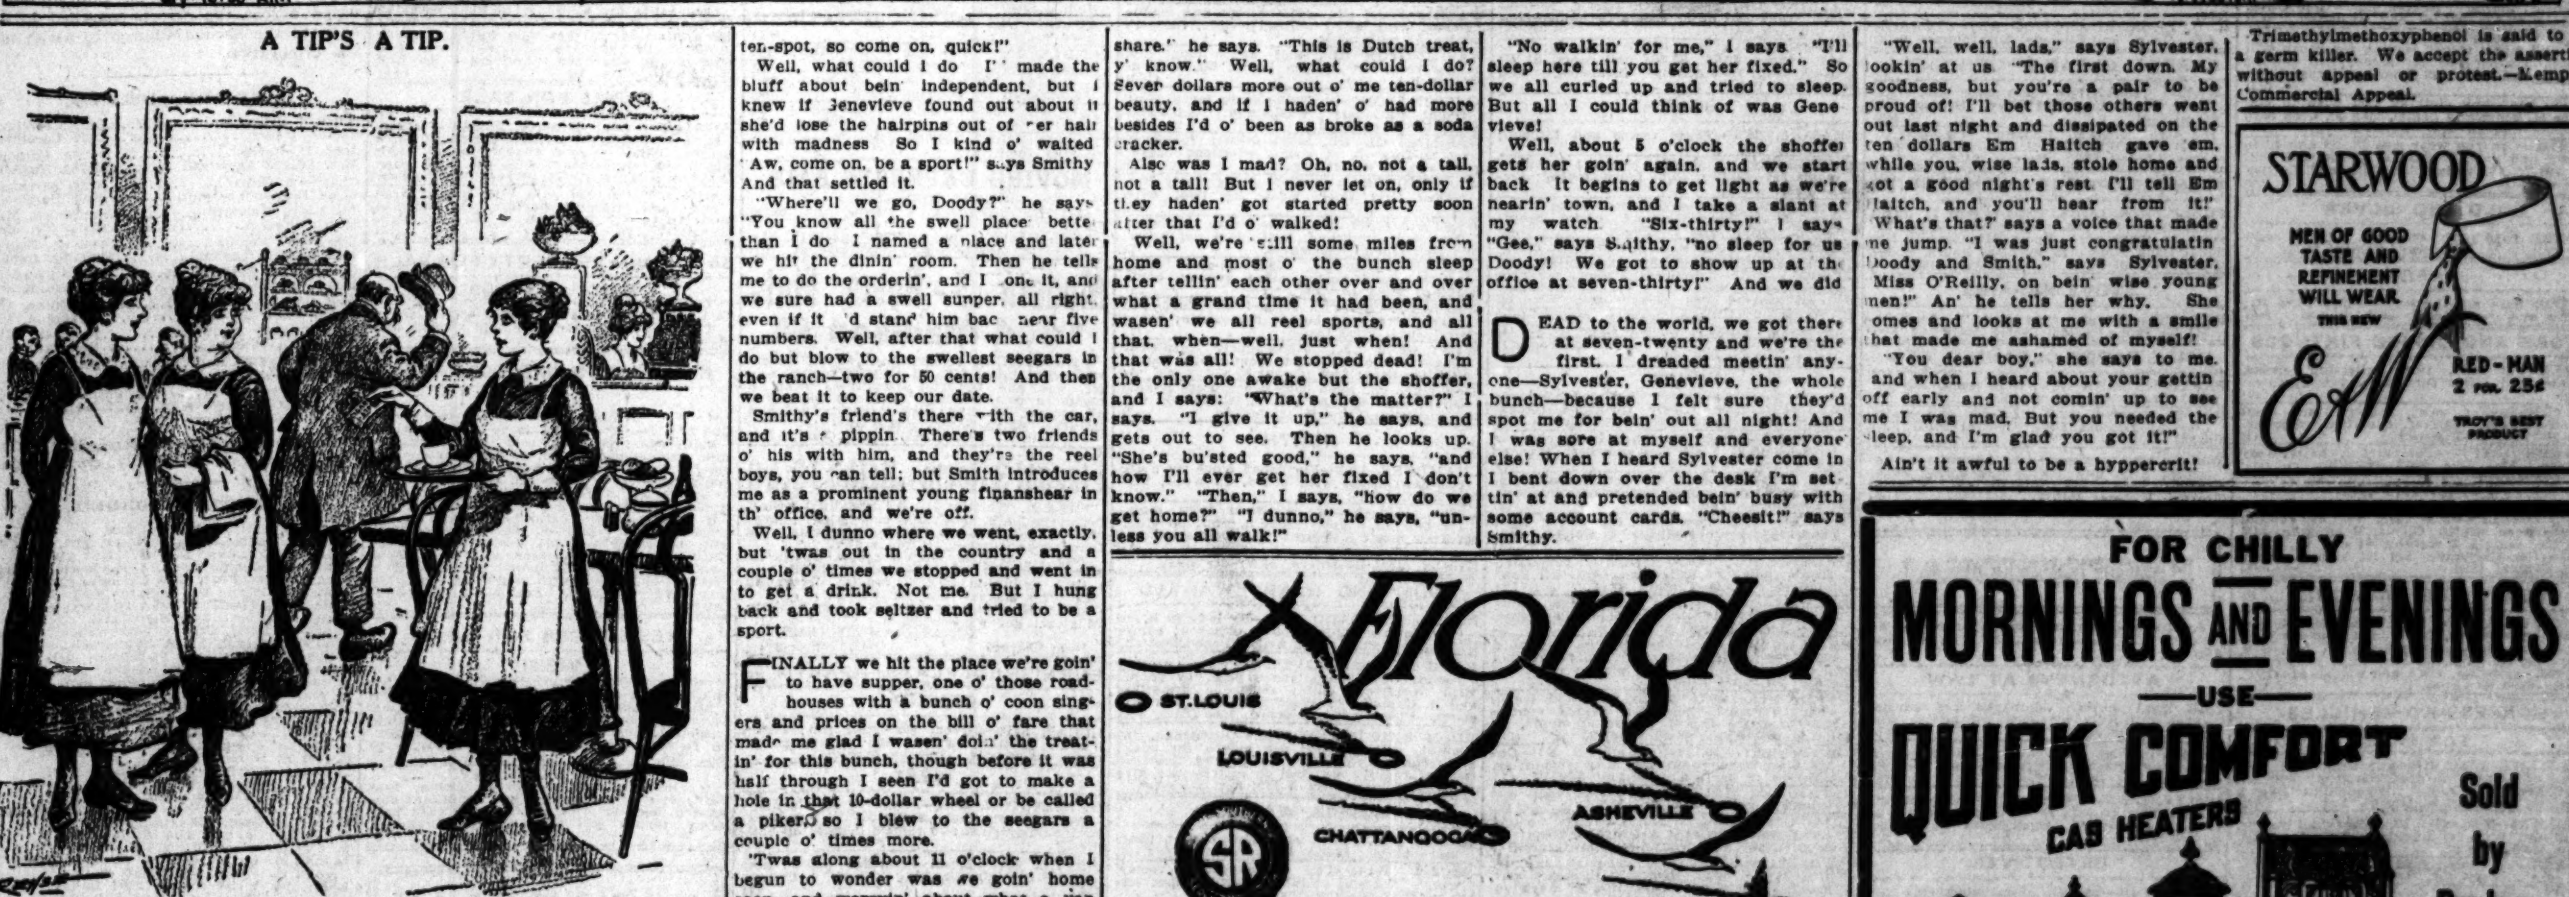 A TIP'S A TIP.
ten-spot, so come on, quick!"
Well, what could I do I' made the
bluff about bein' independent, but I
knew if Genevieve found out about it
she'd lose the hairpins out of er hair
with madness So I kind o' waited
Aw, come on, be a sport!" says Smithy
And that settled it.
"Where'll we go, Doody?" he says
"You know all the swell place bette
than I do I named a place and later
we hit the dinin' room. Then he tells
me to do the orderin', and I one it, and
we sure had a swell supper, all right,
even if it 'd stand him bac near five
numbers. Well, after that what could I
do but blow to the swellest seegars in
the ranch—two for 50 cents! And then
we beat it to keep our date.
Smithy's friend's there with the car,
and it's pippin There's two friends
o' his with him, and they're the reel
boys, you can tell; but Smith introduces
me as a prominent young finanshear in
th' office, and we're off.
Well, I dunno where we went, exactly,
but 'twas out in the country and a
couple o' times we stopped and went in
to get a drink. Not me. But I hung
back and took seltzer and tried to be a
sport.
FINALLY we hit the place we're goin'
to have supper, one o' those road-
houses with a bunch o' coon sing-
ers and prices on the bill o' fare that
made me glad I wasen' doin' the treat-
in' for this bunch, though before it was
half through I seen I'd got to make a
hole in that 10-dollar wheel or be called
a piker, so I blew to the seegars a
couple o' times more.
'Twas along about 11 o'clock when I
begun to wonder was we goin' home
share." he says. "This is Dutch treat,
y' know." Well, what could I do?
Sever dollars more out o' me ten-dollar
beauty, and if I haden' o' had more
besides I'd o' been as broke as a soda
cracker.
Also was I mad? Oh, no, not a tall,
not a tall! But I never let on, only if
they haden' got started pretty soon
after that I'd o' walked!
Well, we're still some miles from
home and most o' the bunch sleep
after tellin' each other over and over
what a grand time it had been, and
wasen' we all reel sports, and all
that, when—well, just when! And
that was all! We stopped dead! I'm
the only one awake but the shoffer,
and I says: "What's the matter?" I
says. "I give it up," he says, and
gets out to see. Then he looks up.
"She's bu'sted good," he says, "and
how I'll ever get her fixed I don't
know." "Then," I says, "how do we
get home?" "I dunno," he says, "un-
less you all walk!"
"No walkin' for me," I says "I'll
sleep here till you get her fixed." So
we all curled up and tried to sleep.
But all I could think of was Gene
vieve!
Well, about 5 o'clock the shoffer
gets her goin' again, and we start
back It begins to get light as we're
nearin' town, and I take a slant at
my watch "Six-thirty!" I says
"Gee," says Smithy, "no sleep for us
Doody! We got to show up at th
office at seven-thirty!" And we did
DEAD to the world, we got there
at seven-twenty and we're the
first. I dreaded meetin' any-
one—Sylvester, Genevieve, the whole
bunch—because I felt sure they'd
spot me for bein' out all night! And
I was sore at myself and everyone
else! When I heard Sylvester come in
I bent down over the desk I'm set
tin' at and pretended bein' busy with
some account cards. "Cheesit!" says
Smithy.
"Well, well, lads," says Sylvester,
lookin' at us "The first down. My
goodness, but you're a pair to be
proud of! I'll bet those others went
out last night and dissipated on the
ten dollars Em Haitch gave 'em,
while you, wise lads, stole home and
got a good night's rest I'll tell Em
Haitch, and you'll hear from it!"
What's that?' says a voice that made
me jump. "I was just congratulatin
Doody and Smith," says Sylvester,
Miss O'Reilly, on bein' wise young
men!" An' he tells her why. She
omes and looks at me with a smile
that made me ashamed of myself!
"You dear boy," she says to me.
and when I heard about your gettin
off early and not comin' up to see
me I was mad. But you needed the
sleep, and I'm glad you got it!"
Ain't it awful to be a hyppercrit!
Trimethylmethoxyphenol is said to
a germ killer. We accept the assert
without appeal or protest.—Memp
Commercial Appeal.
STARWOOD
MEN OF GOOD
TASTE AND
REFINEMENT
WILL WEAR
THIS NEW
E&W
RED-MAN
2 FOR 25¢
TROY'S BEST
PRODUCT
Florida
ST. LOUIS
LOUISVILLE
CHATTANOOGA
ASHEVILLE
SR
FOR CHILLY
MORNINGS AND EVENINGS
USE
QUICK COMFORT
GAS HEATERS
Sold
by